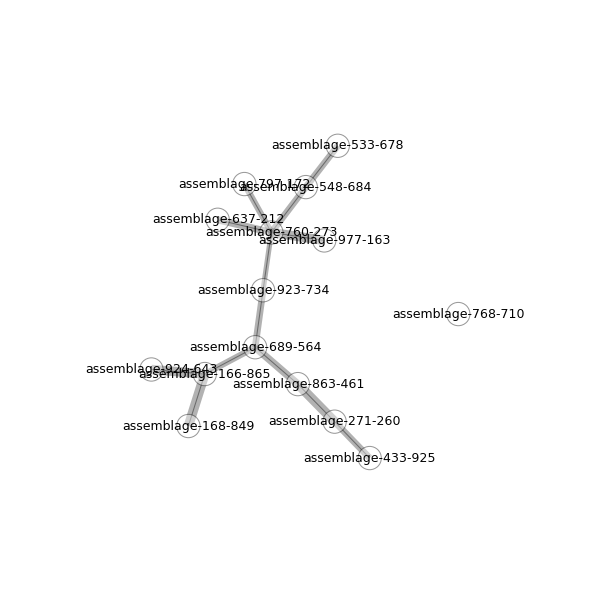 assemblage-533-678
assemblage-797-172
assemblage-548-684
assemblage-637-212
assemblage-760-273
assemblage-977-163
assemblage-923-734
assemblage-768-710
assemblage-689-564
assemblage-924-643
assemblage-166-865
assemblage-863-461
assemblage-271-260
assemblage-168-849
assemblage-433-925